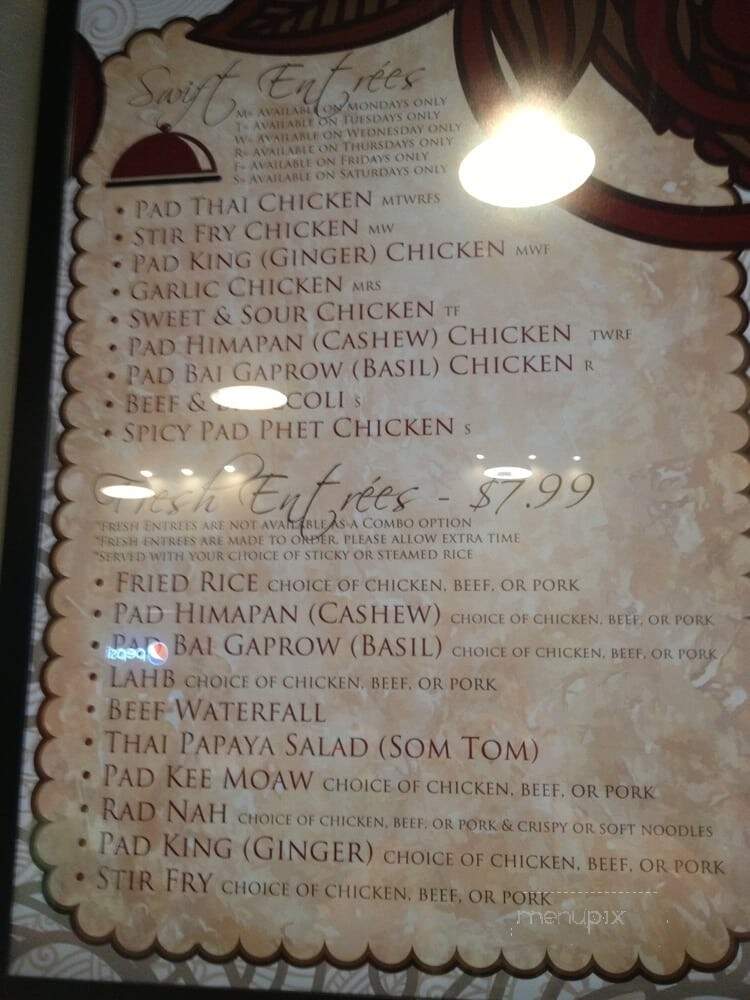 Swift Entrées
M= Available on Mondays only
T= Available on Tuesdays only
W= Available on Wednesday only
R= Available on Thursdays only
F= Available on Fridays only
S= Available on Saturdays only
• Pad Thai Chicken MTWRFS
• Stir Fry Chicken MW
• Pad King (Ginger) Chicken MWF
• Garlic Chicken MRS
• Sweet & Sour Chicken TF
• Pad Himapan (Cashew) Chicken TWRF
• Pad Bai Gaprow (Basil) Chicken R
• Beef & Broccoli S
• Spicy Pad Phet Chicken S
Fresh Entrées - $7.99
*Fresh entrees are not available as a Combo option
*Fresh entrees are made to order, please allow extra time
*Served with your choice of sticky or steamed rice
• Fried Rice choice of chicken, beef, or pork
• Pad Himapan (Cashew) choice of chicken, beef, or pork
• Pad Bai Gaprow (Basil) choice of chicken, beef, or pork
pepsi
• Lahb choice of chicken, beef, or pork
• Beef Waterfall
• Thai Papaya Salad (Som Tom)
• Pad Kee Moaw choice of chicken, beef, or pork
• Rad Nah choice of chicken, beef, or pork & crispy or soft noodles
• Pad King (Ginger) choice of chicken, beef, or pork
• Stir Fry choice of chicken, beef, or pork
menupix